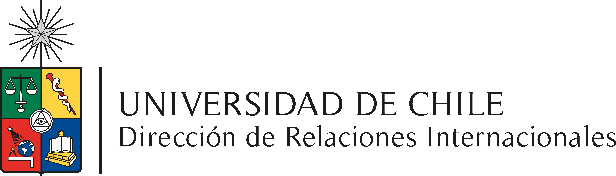 UNIVERSIDAD DE CHILE
Dirección de Relaciones Internacionales